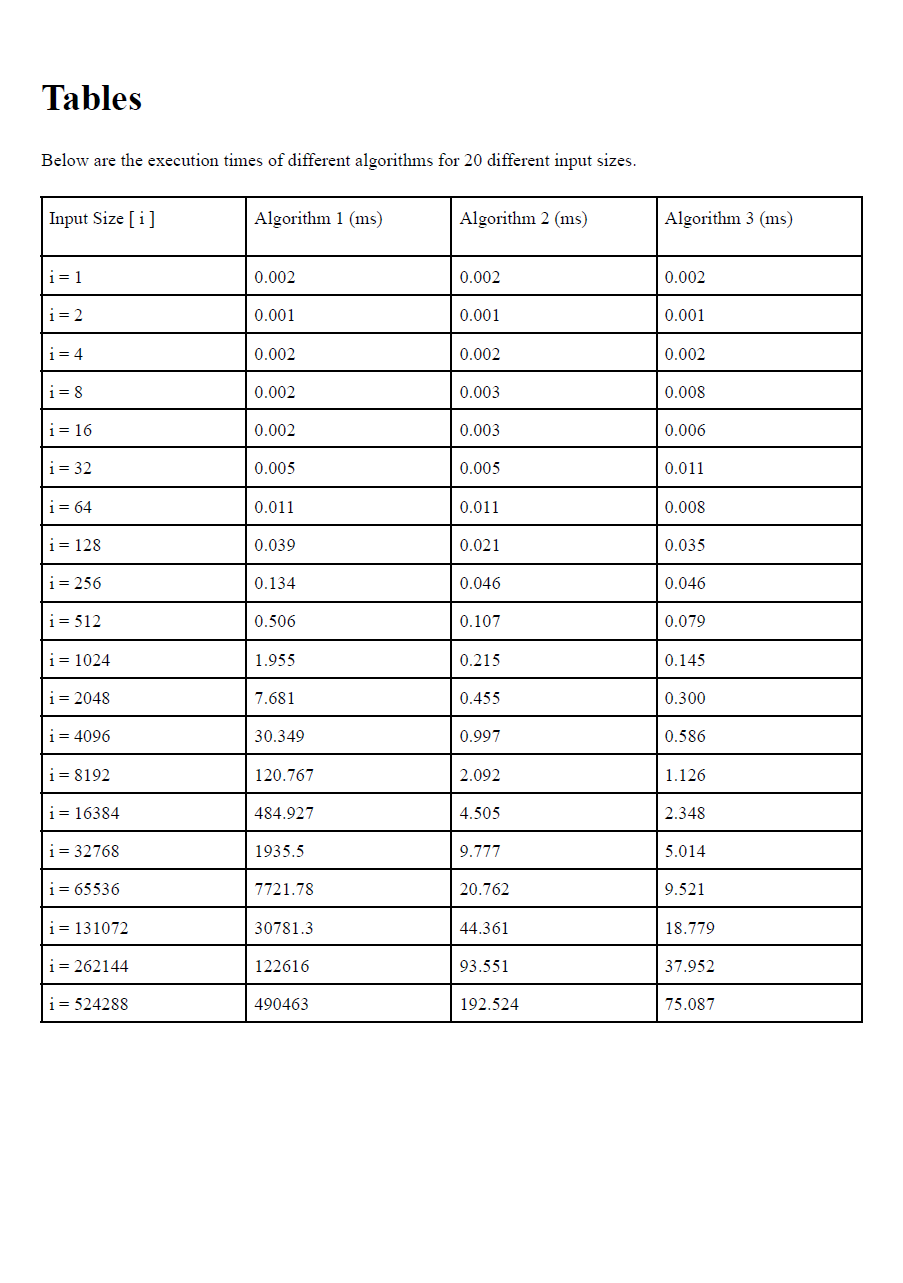 Tables
Below are the execution times of different algorithms for 20 different input sizes.
Input Size [ i ] Algorithm 1 (ms) Algorithm 2 (ms) Algorithm 3 (ms)
i = 1 0.002 0.002 0.002
i = 2 0.001 0.001 0.001
i = 4 0.002 0.002 0.002
i = 8 0.002 0.003 0.008
i = 16 0.002 0.003 0.006
i = 32 0.005 0.005 0.011
i = 64 0.011 0.011 0.008
i = 128 0.039 0.021 0.035
i = 256 0.134 0.046 0.046
i = 512 0.506 0.107 0.079
i = 1024 1.955 0.215 0.145
i = 2048 7.681 0.455 0.300
i = 4096 30.349 0.997 0.586
i = 8192 120.767 2.092 1.126
i = 16384 484.927 4.505 2.348
i = 32768 1935.5 9.777 5.014
i = 65536 7721.78 20.762 9.521
i = 131072 30781.3 44.361 18.779
i = 262144 122616 93.551 37.952
i = 524288 490463 192.524 75.087